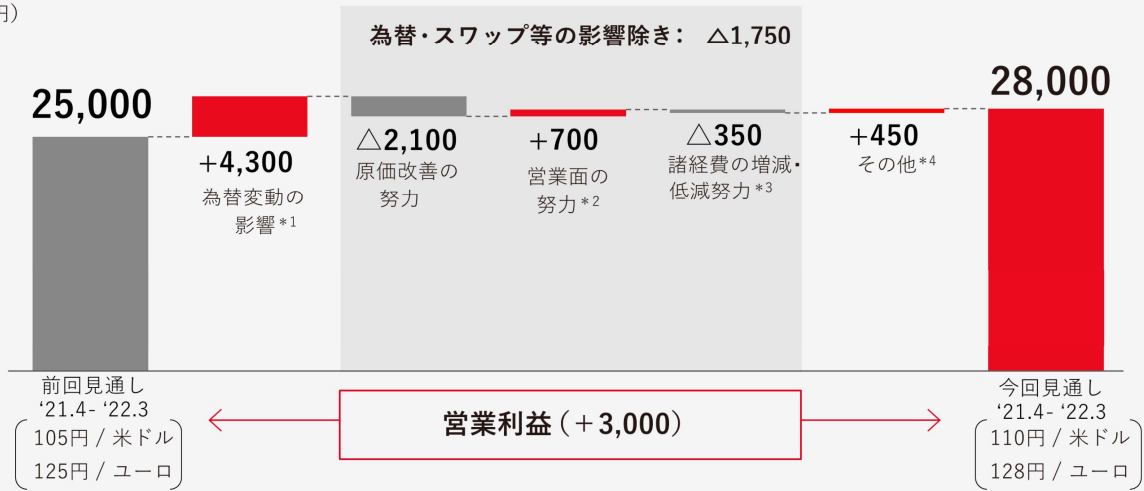 円）
為替・スワップ等の影響除き： △1,750
25,000
28,000
+4,300
為替変動の
影響*1
△2,100
原価改善の
努力
+700
営業面の
努力*2
△350
諸経費の増減・
低減努力*3
+450
その他*4
前回見通し
‘21.4- ‘22.3
105円 / 米ドル
125円 / ユーロ
営業利益（＋3,000）
今回見通し
‘21.4- ‘22.3
110円 / 米ドル
128円 / ユーロ